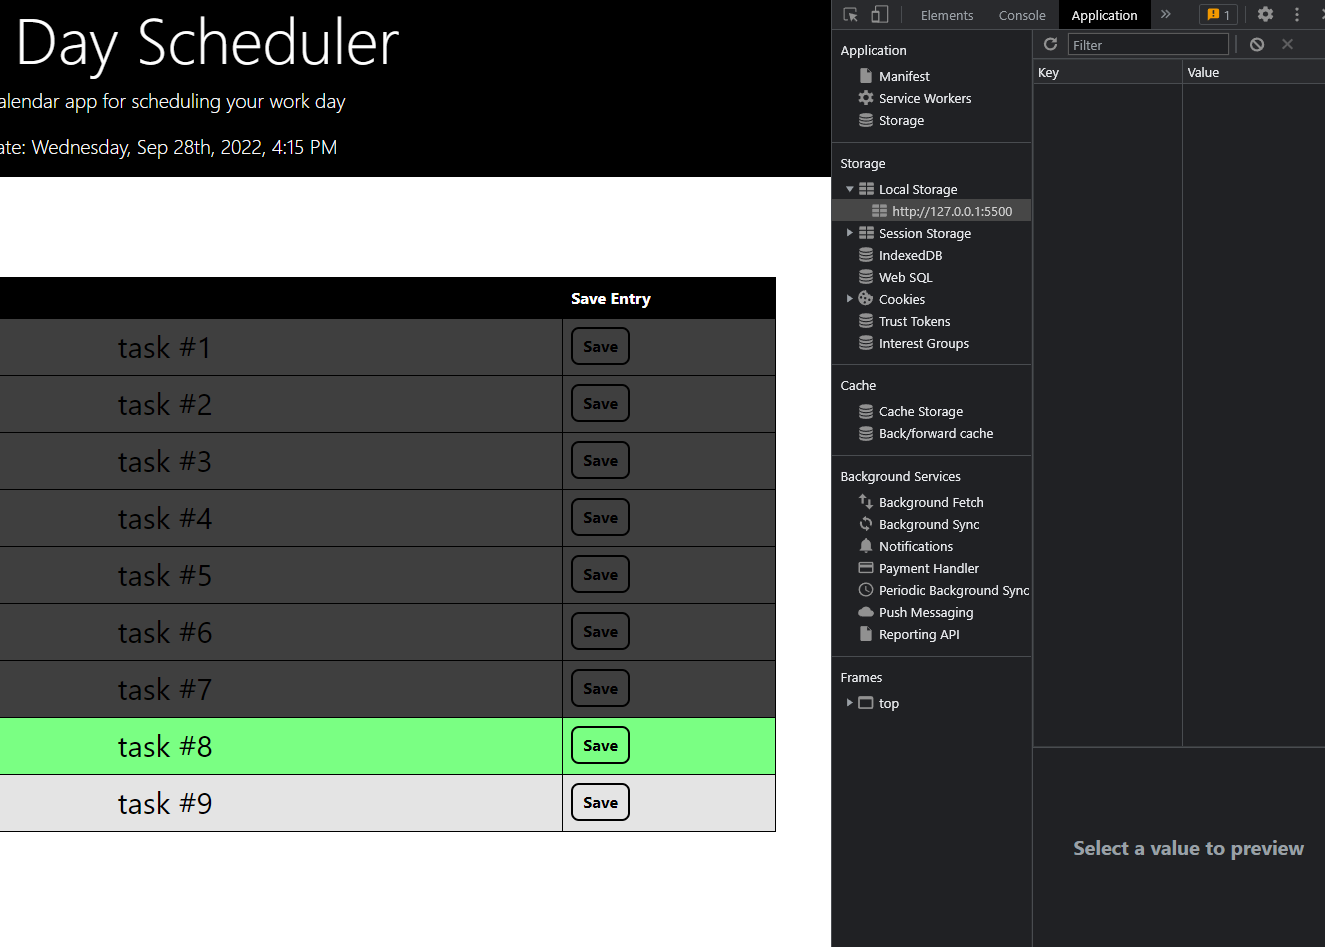 Day Scheduler
alendar app for scheduling your work day
ate: Wednesday, Sep 28th, 2022, 4:15 PM
Save Entry
task #1 Save
task #2 Save
task #3 Save
task #4 Save
task #5 Save
task #6 Save
task #7 Save
task #8 Save
task #9 Save
Elements Console Application » 1
Filter
Application
Manifest
Service Workers
Storage
Storage
Local Storage
http://127.0.0.1:5500
Session Storage
IndexedDB
Web SQL
Cookies
Trust Tokens
Interest Groups
Cache
Cache Storage
Back/forward cache
Background Services
Background Fetch
Background Sync
Notifications
Payment Handler
Periodic Background Sync
Push Messaging
Reporting API
Frames
top
Key Value
Select a value to preview